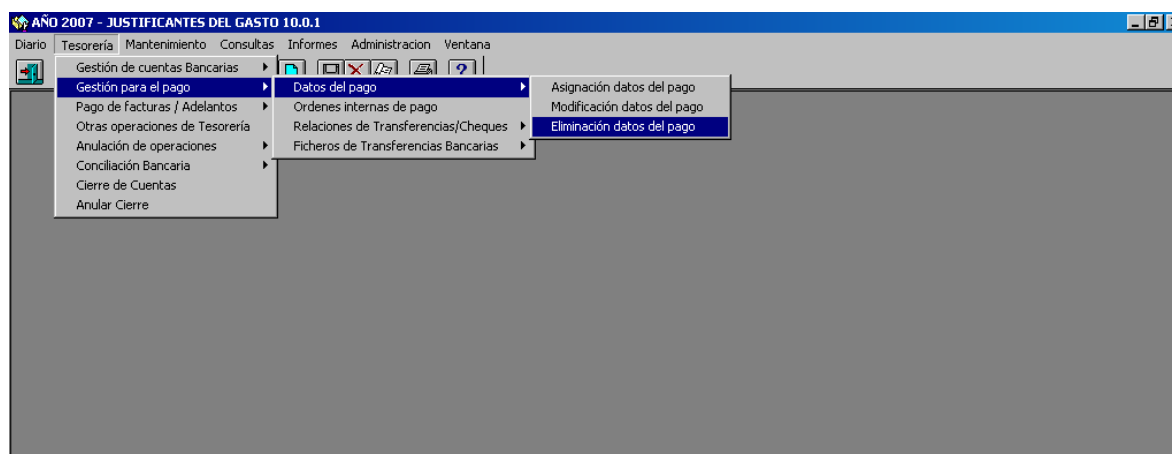 AÑO 2007 - JUSTIFICANTES DEL GASTO 10.0.1
Diario Tesorería Mantenimiento Consultas Informes Administracion Ventana
Gestión de cuentas Bancarias
Gestión para el pago
Pago de facturas / Adelantos
Otras operaciones de Tesorería
Anulación de operaciones
Conciliación Bancaria
Cierre de Cuentas
Anular Cierre
Datos del pago
Ordenes internas de pago
Relaciones de Transferencias/Cheques
Ficheros de Transferencias Bancarias
Asignación datos del pago
Modificación datos del pago
Eliminación datos del pago